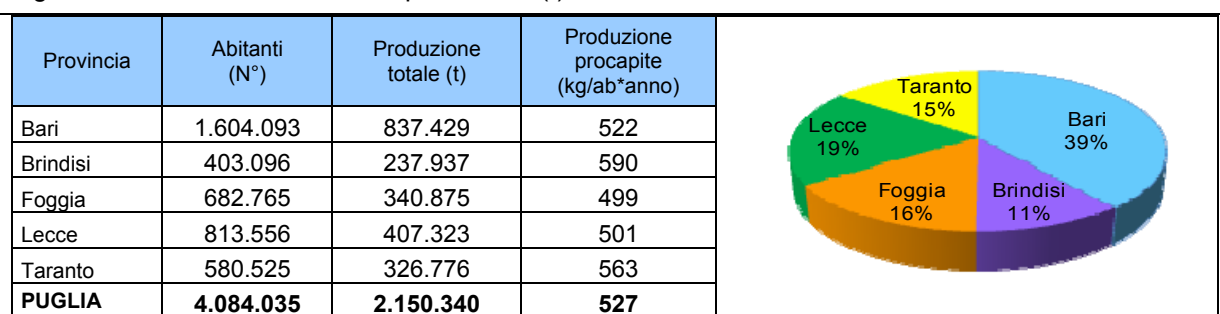 Provincia Abitanti (N°) Produzione totale (t) Produzione procapite (kg/ab*anno)
Bari 1.604.093 837.429 522
Brindisi 403.096 237.937 590
Foggia 682.765 340.875 499
Lecce 813.556 407.323 501
Taranto 580.525 326.776 563
PUGLIA 4.084.035 2.150.340 527
Taranto
15%
Bari
39%
Lecce
19%
Foggia
16%
Brindisi
11%